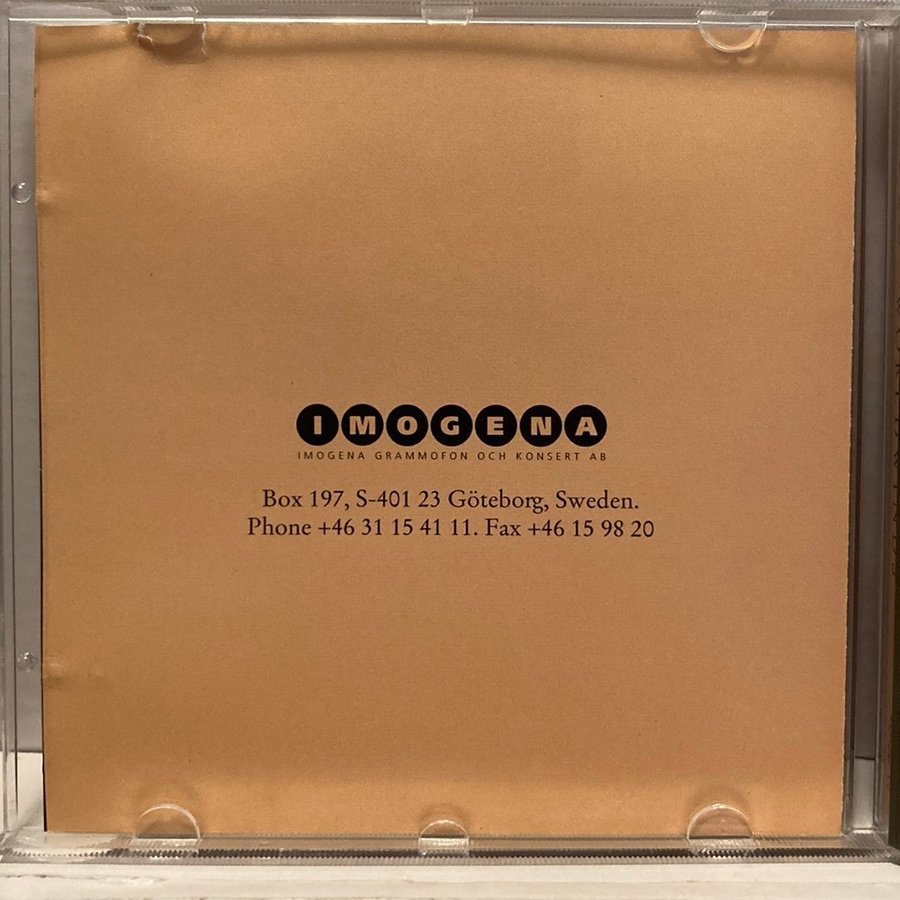 IMOGENA
IMOGENA GRAMMOFON OCH KONSERT AB
Box 197, S-401 23 Göteborg, Sweden.
Phone +46 31 15 41 11. Fax +46 15 98 20